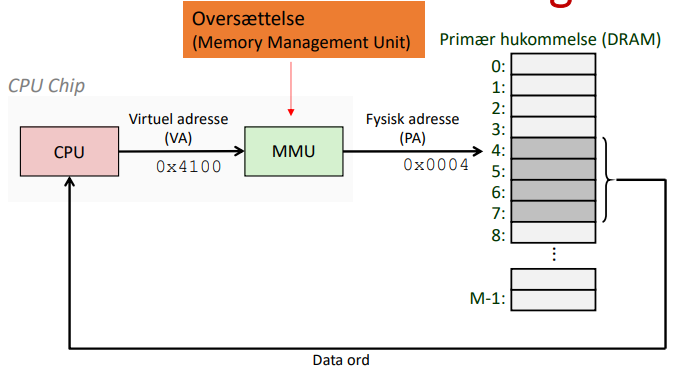 g
Oversættelse
(Memory Management Unit)
Primær hukommelse (DRAM)
CPU Chip
CPU
Virtuel adresse
(VA)
0x4100
MMU
Fysisk adresse
(PA)
0x0004
0:
1:
2:
3:
4:
5:
6:
7:
8:
...
M-1:
Data ord